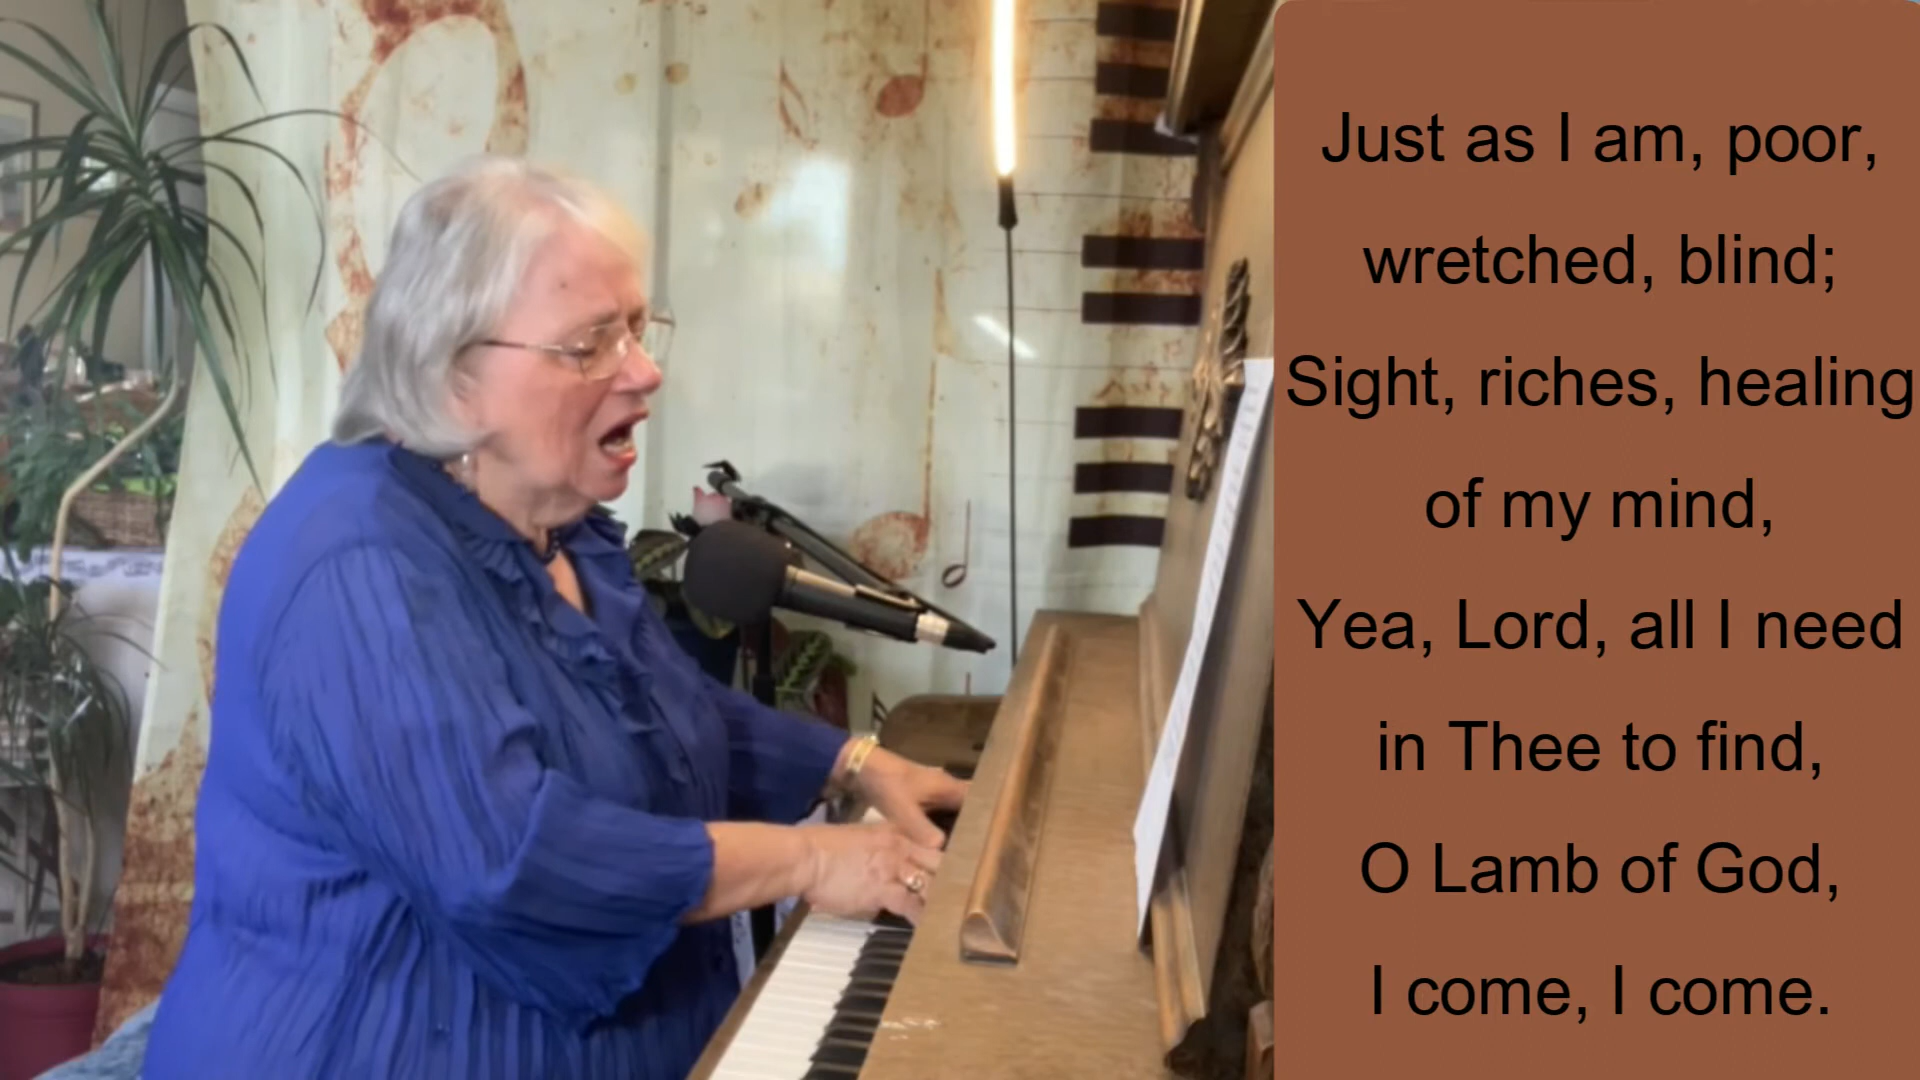 Just as I am, poor,
wretched, blind;
Sight, riches, healing
of my mind,
Yea, Lord, all I need
in Thee to find,
O Lamb of God,
I come, I come.